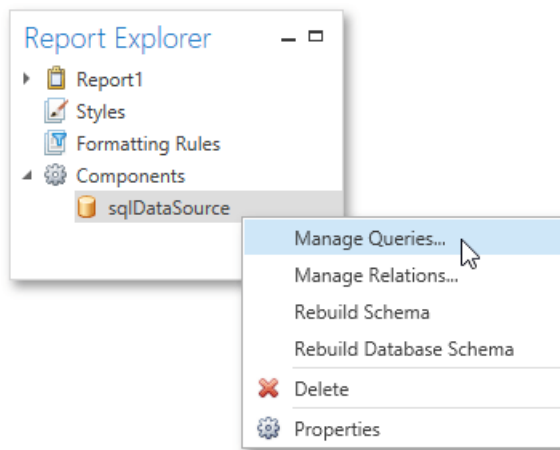 Report Explorer
Report1
Styles
Formatting Rules
Components
sqlDataSource
Manage Queries...
Manage Relations...
Rebuild Schema
Rebuild Database Schema
Delete
Properties